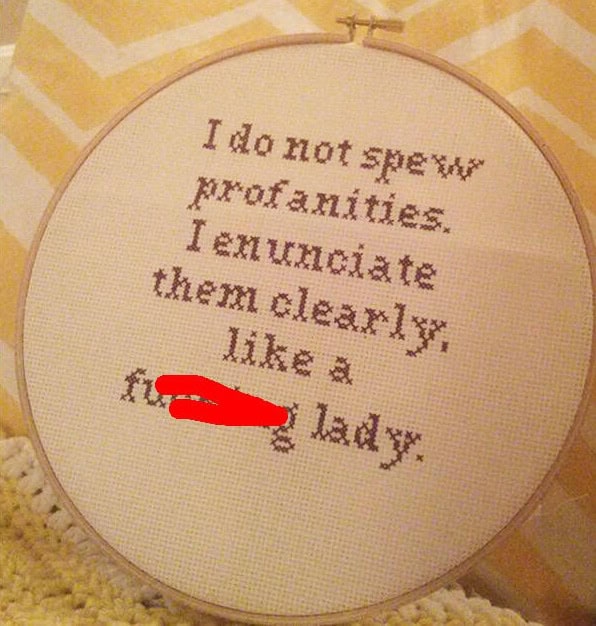 I do not spew
profanities.
I enunciate
them clearly,
like a
lady.